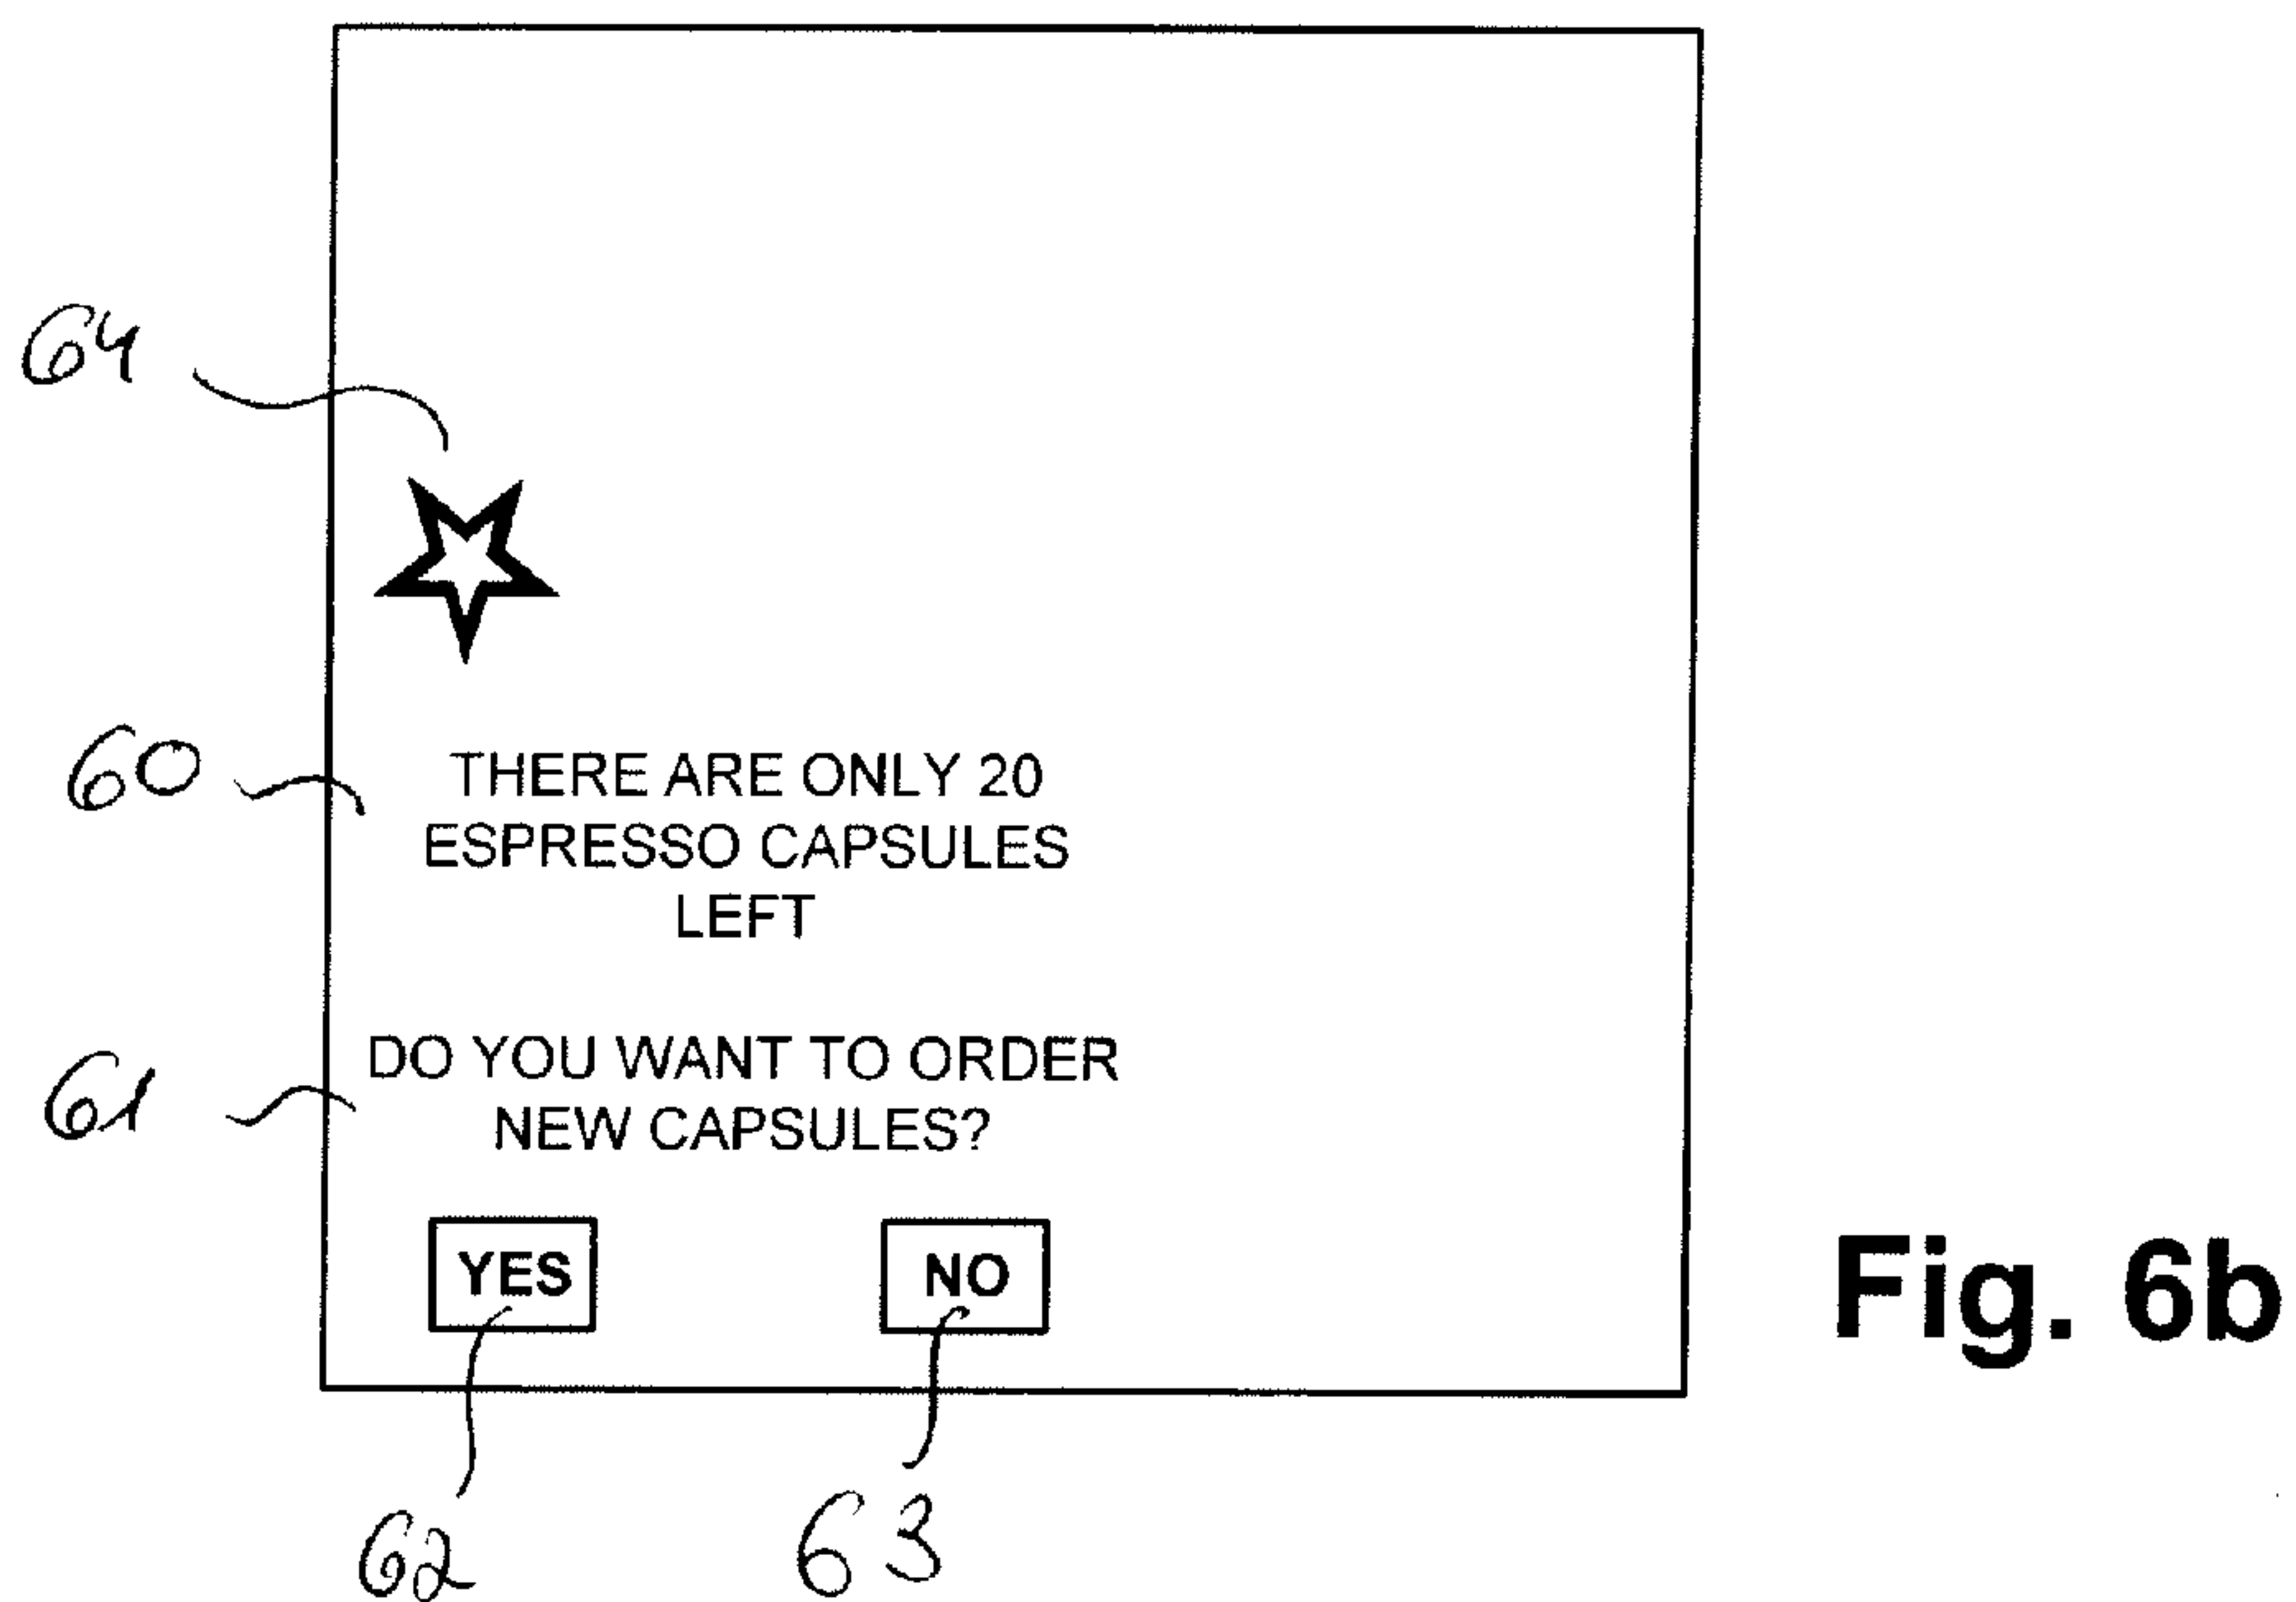 64
60
THERE ARE ONLY 20
ESPRESSO CAPSULES
LEFT
61
DO YOU WANT TO ORDER
NEW CAPSULES?
YES
NO
Fig. 6b
62
63